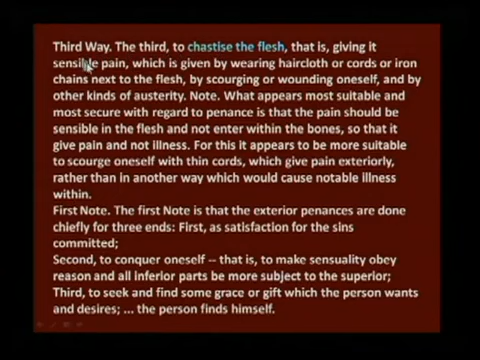 Third Way. The third, to chastise the flesh, that is, giving it
sensible pain, which is given by wearing haircloth or cords or iron
chains next to the flesh, by scourging or wounding oneself, and by
other kinds of austerity. Note. What appears most suitable and
most secure with regard to penance is that the pain should be
sensible in the flesh and not enter within the bones, so that it
give pain and not illness. For this it appears to be more suitable
to scourge oneself with thin cords, which give pain exteriorly,
rather than in another way which would cause notable illness
within.
First Note. The first Note is that the exterior penances are done
chiefly for three ends: First, as satisfaction for the sins
committed;
Second, to conquer oneself -- that is, to make sensuality obey
reason and all inferior parts be more subject to the superior;
Third, to seek and find some grace or gift which the person wants
and desires; ... the person finds himself.